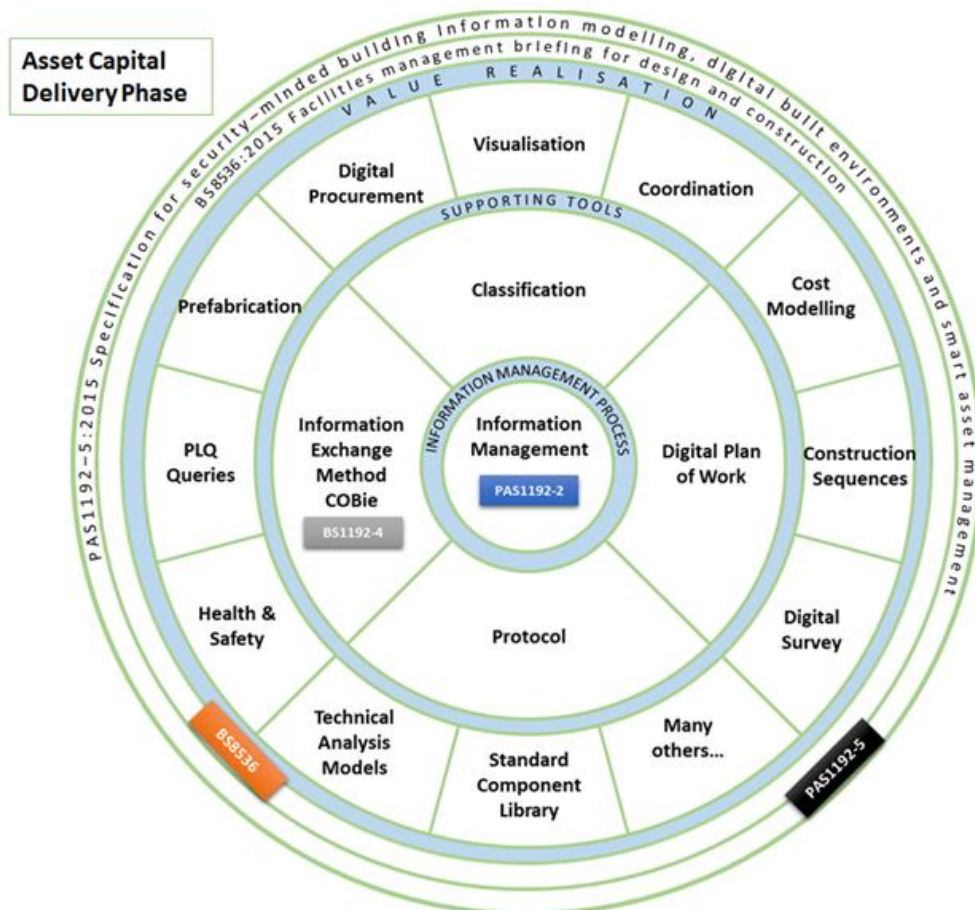 Asset Capital
Delivery Phase
PAS1192-5:2015 Specification for security-minded building information modelling, digital built environments and smart asset management
BS8536:2015 Facilities management briefing for design and construction
VALUE REALISATION
Visualisation
Digital
Procurement
Coordination
SUPPORTING TOOLS
Classification
Prefabrication
Cost
Modelling
INFORMATION MANAGEMENT PROCESS
Information
Management
PAS1192-2
Information
Exchange
Method
COBie
BS1192-4
PLQ
Queries
Digital Plan
of Work
Construction
Sequences
Health &
Safety
Protocol
Digital
Survey
BS8536
Technical
Analysis
Models
Standard
Component
Library
Many
others...
PAS1192-5